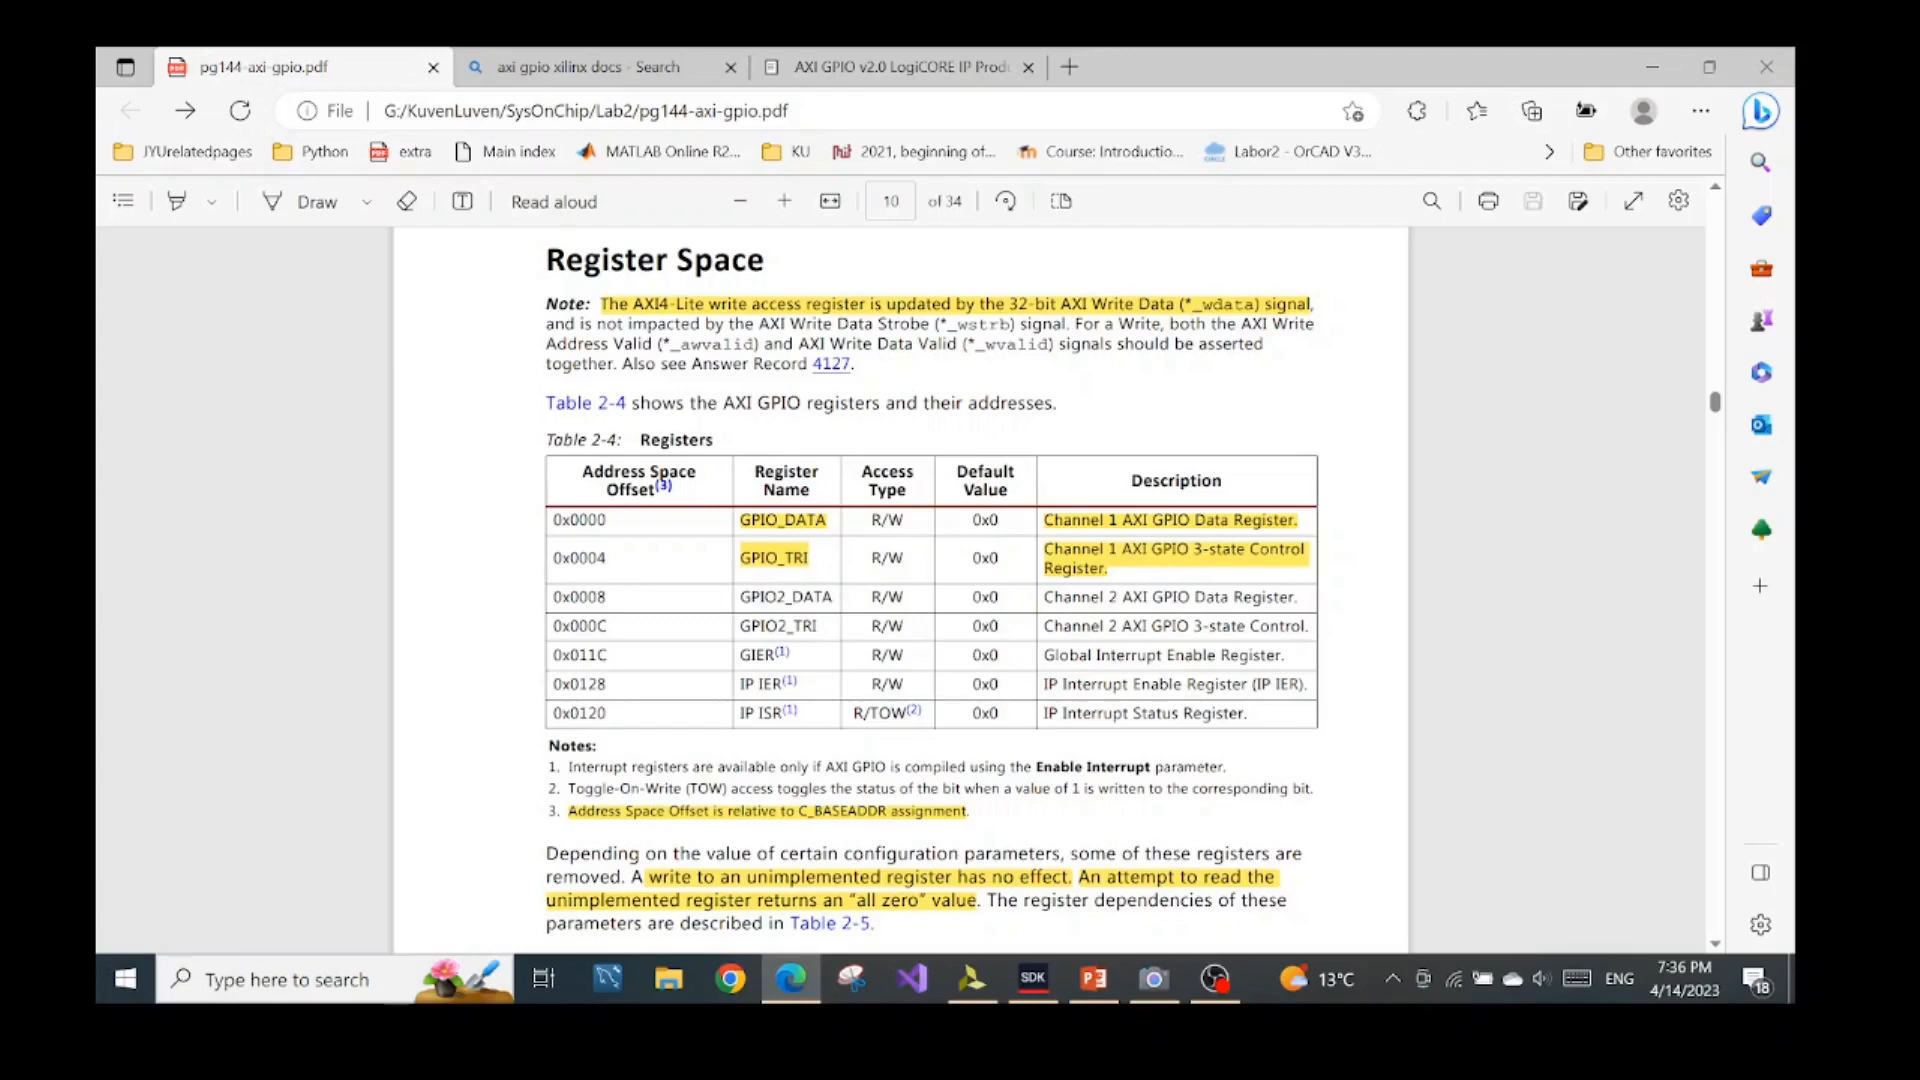 pg144-axi-gpio.pdf
axi gpio xilinx docs - Search
AXI GPIO v2.0 LogiCORE IP Prod
File
G:/KuvenLuven/SysOnChip/Lab2/pg144-axi-gpio.pdf
JYUrelatedpages
Python
extra
Main index
MATLAB Online R2...
KU
2021, beginning of...
Course: Introductio...
Labor2 - OrCAD V3...
Other favorites
Draw
Read aloud
10
of 34
Register Space
Note: The AXI4-Lite write access register is updated by the 32-bit AXI Write Data (*_wdata) signal,
and is not impacted by the AXI Write Data Strobe (*_wstrb) signal. For a Write, both the AXI Write
Address Valid (*_awvalid) and AXI Write Data Valid (*_wvalid) signals should be asserted
together. Also see Answer Record 4127.
Table 2-4 shows the AXI GPIO registers and their addresses.
Table 2-4: Registers
Address Space Offset(3) Register Name Access Type Default Value Description
0x0000 GPIO_DATA R/W 0x0 Channel 1 AXI GPIO Data Register.
0x0004 GPIO_TRI R/W 0x0 Channel 1 AXI GPIO 3-state Control Register.
0x0008 GPIO2_DATA R/W 0x0 Channel 2 AXI GPIO Data Register.
0x000C GPIO2_TRI R/W 0x0 Channel 2 AXI GPIO 3-state Control.
0x011C GIER(1) R/W 0x0 Global Interrupt Enable Register.
0x0128 IP IER(1) R/W 0x0 IP Interrupt Enable Register (IP IER).
0x0120 IP ISR(1) R/TOW(2) 0x0 IP Interrupt Status Register.
Notes:
1. Interrupt registers are available only if AXI GPIO is compiled using the Enable Interrupt parameter.
2. Toggle-On-Write (TOW) access toggles the status of the bit when a value of 1 is written to the corresponding bit.
3. Address Space Offset is relative to C_BASEADDR assignment.
Depending on the value of certain configuration parameters, some of these registers are
removed. A write to an unimplemented register has no effect. An attempt to read the
unimplemented register returns an "all zero" value. The register dependencies of these
parameters are described in Table 2-5.
Type here to search
SDK
13°C
ENG
7:36 PM
4/14/2023
18